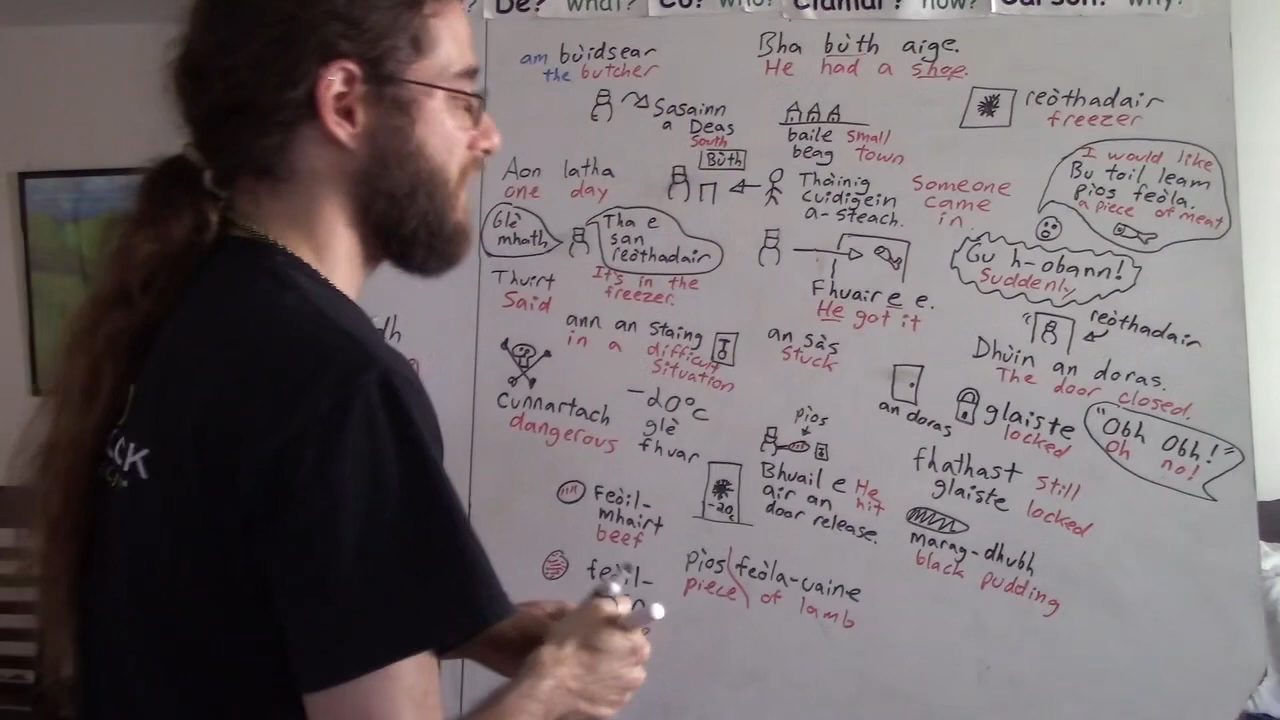 De? what? Co? who? Ciamar? how? Carson? why?
am bùidsear
the butcher
Bha bùth aige.
He had a shop.
Sasainn
a Deas
South
baile small
beag town
reòthadair
freezer
Aon latha
one day
Bùth
Thàinig
cuidigein
a-steach.
Someone
came
in.
I would like
Bu toil leam
pìos feòla.
a piece of meat
Glè
mhath
Tha e
san
reòthadair
It's in the
freezer.
Thuirt
Said
Fhuair e e.
He got it
Gu h-obann!
Suddenly
ann an staing
in a difficult
situation
an sàs
stuck
reòthadair
Dhùin an doras.
The door closed.
Cunnartach
dangerous
-20°C
glè
fhuar
an doras
glaiste
locked
"Obh Obh!"
Oh no!
pìos
Bhuail e He
air an hit
door release.
fhathast still
glaiste locked
Feòil-
mhairt
beef
-20c
marag-dhubh
black pudding
feòil-
pìos feòla-uaine
piece of lamb